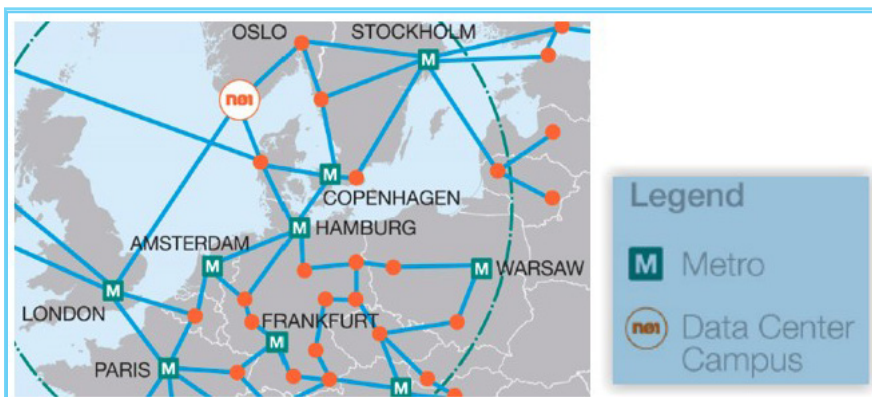 OSLO
STOCKHOLM
n01
M
M
COPENHAGEN
M HAMBURG
AMSTERDAM
M
M WARSAW
M
LONDON
FRANKFURT
M
PARIS M
M
Legend
M Metro
n01 Data Center
Campus